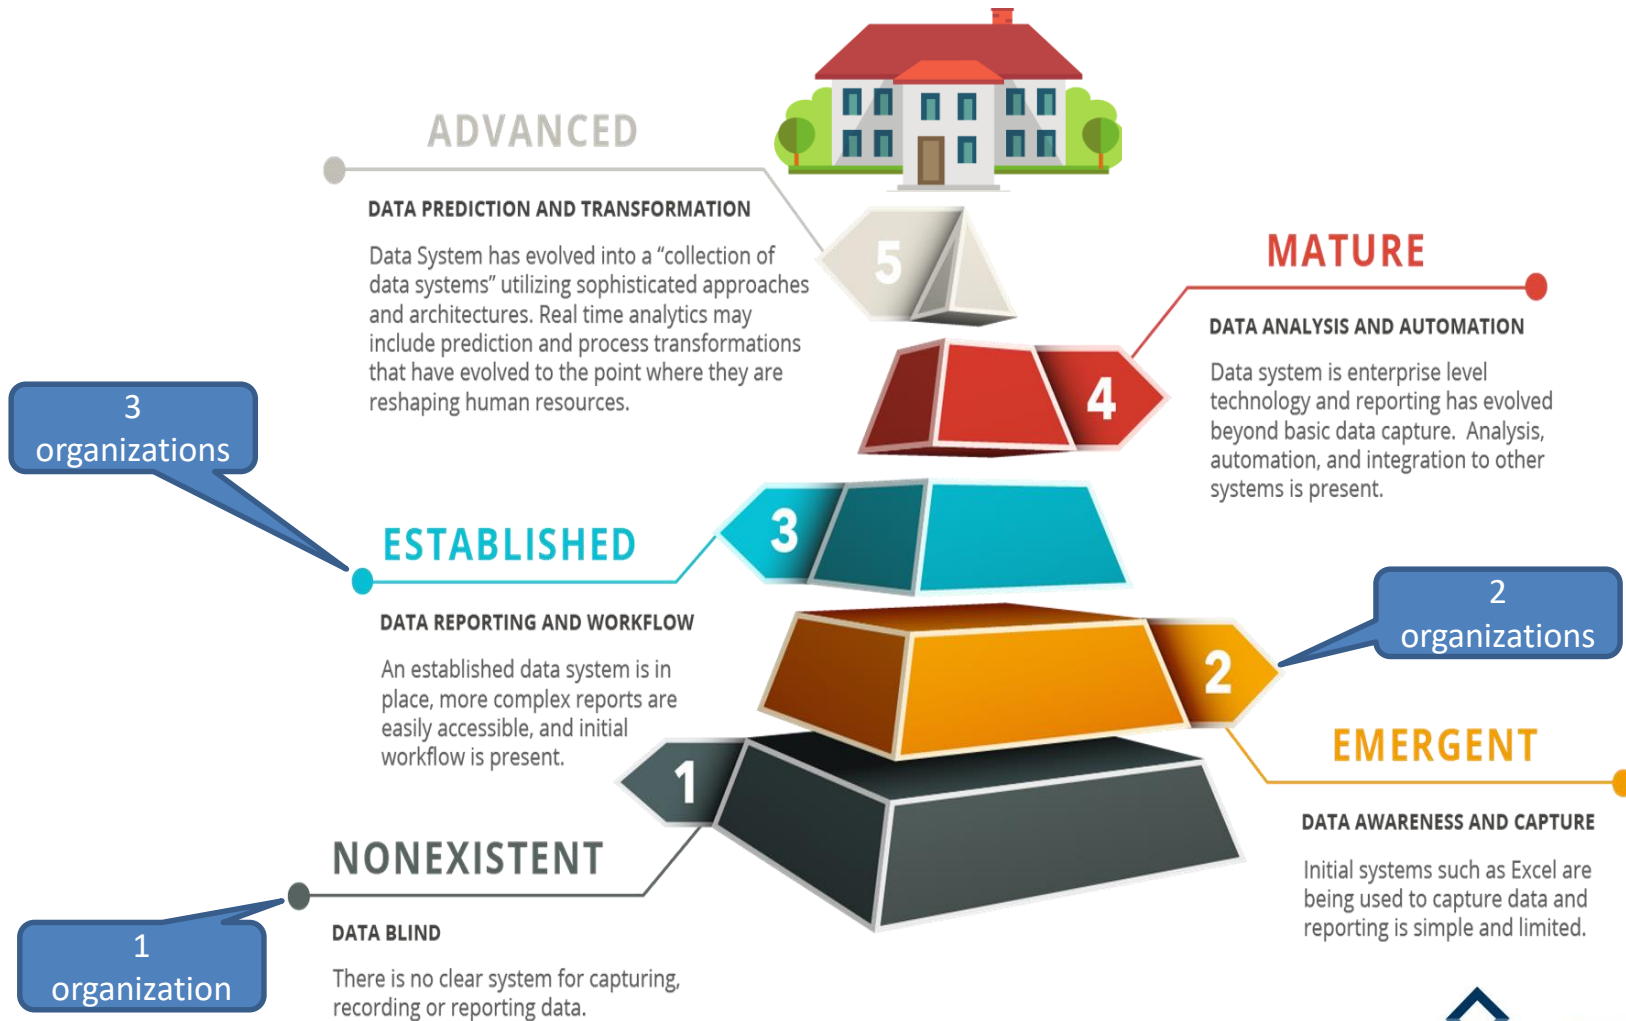 ADVANCED
DATA PREDICTION AND TRANSFORMATION
Data System has evolved into a “collection of
data systems” utilizing sophisticated approaches
and architectures. Real time analytics may
include prediction and process transformations
that have evolved to the point where they are
reshaping human resources.
5
MATURE
DATA ANALYSIS AND AUTOMATION
Data system is enterprise level
technology and reporting has evolved
beyond basic data capture.  Analysis,
automation, and integration to other
systems is present.
4
3
organizations
ESTABLISHED
DATA REPORTING AND WORKFLOW
An established data system is in
place, more complex reports are
easily accessible, and initial
workflow is present.
3
2
organizations
2
EMERGENT
DATA AWARENESS AND CAPTURE
Initial systems such as Excel are
being used to capture data and
reporting is simple and limited.
1
NONEXISTENT
DATA BLIND
There is no clear system for capturing,
recording or reporting data.
1
organization